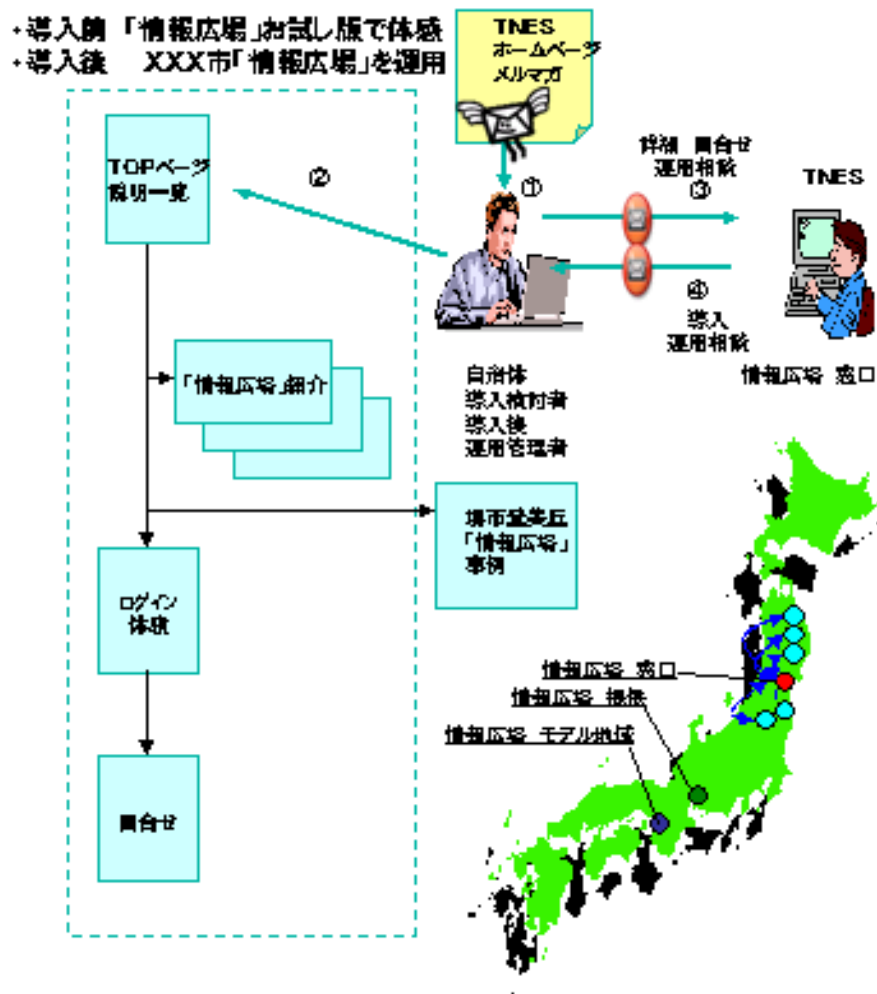 ・導入前 「情報広場」お試し版で体感
・導入後 XXX市「情報広場」を運用
TNES
ホームページ
メルマガ
TOPページ
説明一覧
②
①
詳細 問合せ
運用相談
③
TNES
④
導入
運用相談
情報広場 窓口
自治体
導入検討者
導入後
運用管理者
「情報広場」紹介
堺市登美丘
「情報広場」
事例
ログイン
体験
問合せ
情報広場 窓口
情報広場 提供
情報広場 モデル地域